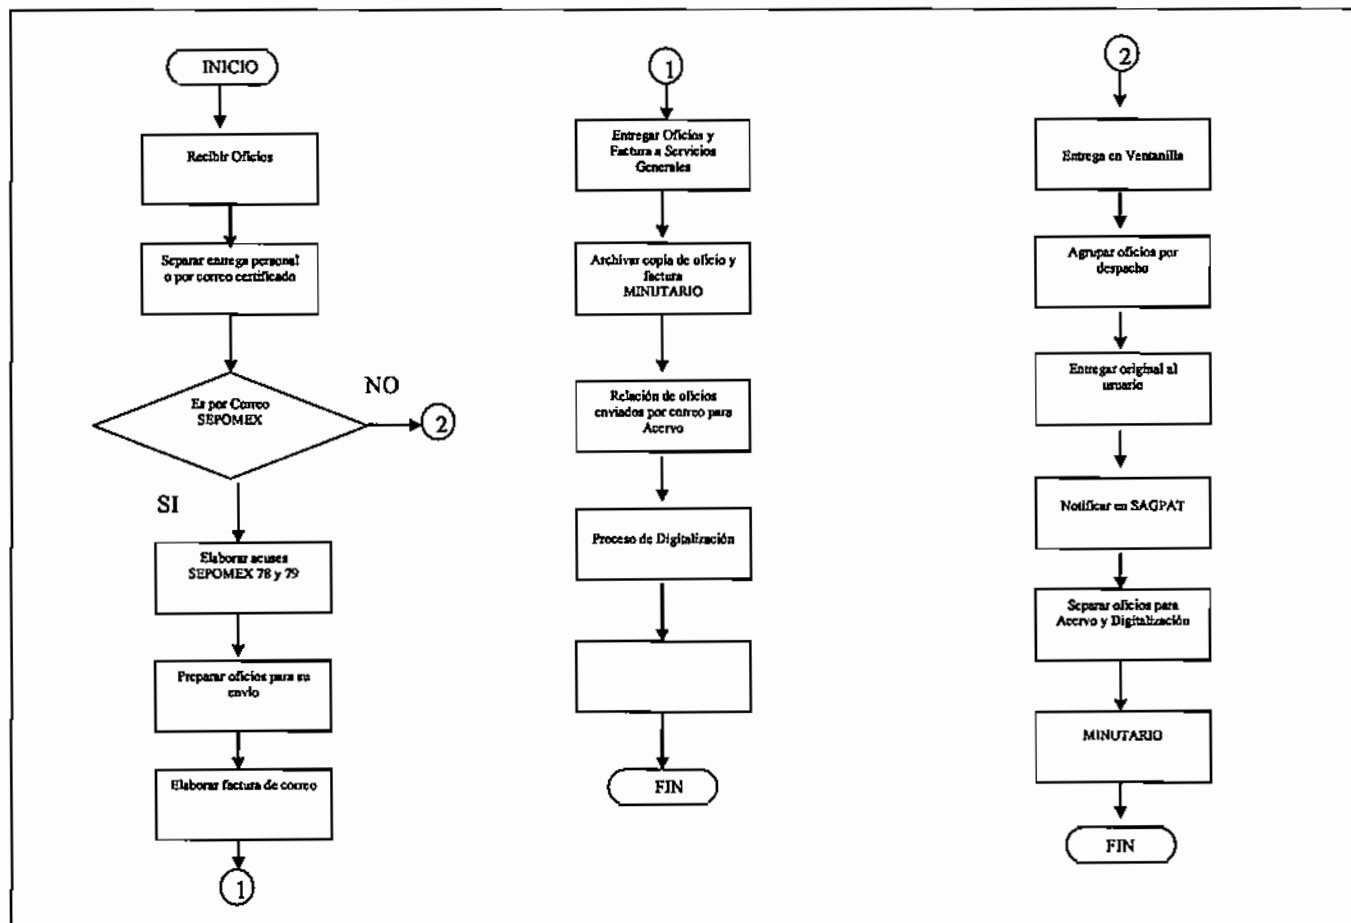 INICIO
Recibir Oficios
Separar entrega personal
o por correo certificado
Es por Correo
SEPOMEX
NO
2
SI
Elaborar acuses
SEPOMEX 78 y 79
Preparar oficios para su
envío
Elaborar factura de correo
1
1
Entregar Oficios y
Factura a Servicios
Generales
Archivar copia de oficio y
factura
MINUTARIO
Relación de oficios
enviados por correo para
Acervo
Proceso de Digitalización
FIN
2
Entrega en Ventanilla
Agrupar oficios por
despacho
Entregar original al
usuario
Notificar en SAGPAT
Separar oficios para
Acervo y Digitalización
MINUTARIO
FIN